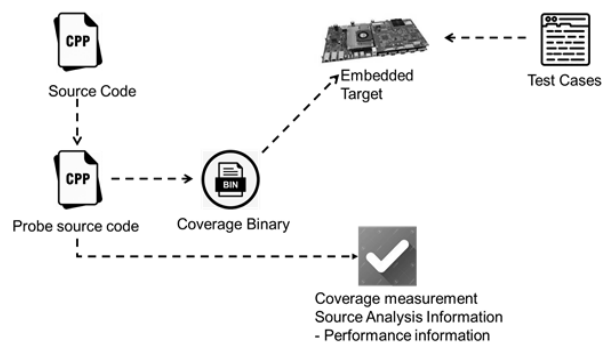 CPP
Source Code
Embedded
Target
Test Cases
CPP
Probe source code
BIN
Coverage Binary
Coverage measurement
Source Analysis Information
- Performance information